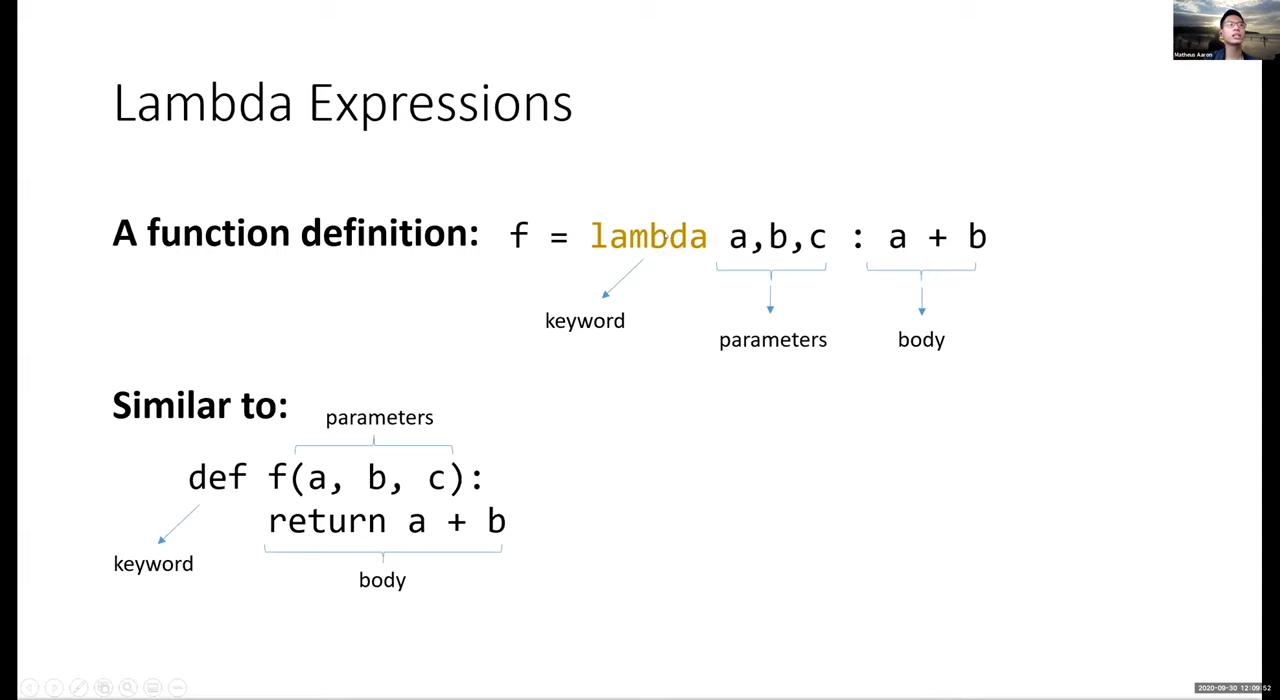 Matheus Aaron
Lambda Expressions
A function definition: f = lambda a,b,c : a + b
keyword
parameters
body
Similar to:
parameters
def f(a, b, c):
return a + b
keyword
body
2020-09-30 12:09:52